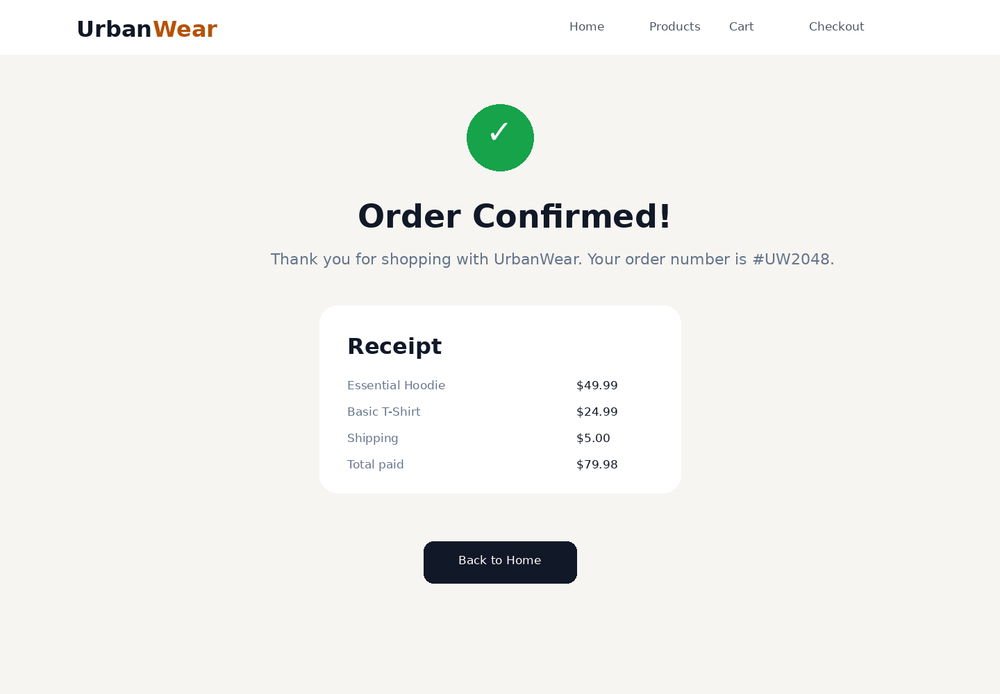 UrbanWear
Home Products Cart Checkout
✓
Order Confirmed!
Thank you for shopping with UrbanWear. Your order number is #UW2048.
Receipt
Essential Hoodie $49.99
Basic T-Shirt $24.99
Shipping $5.00
Total paid $79.98
Back to Home